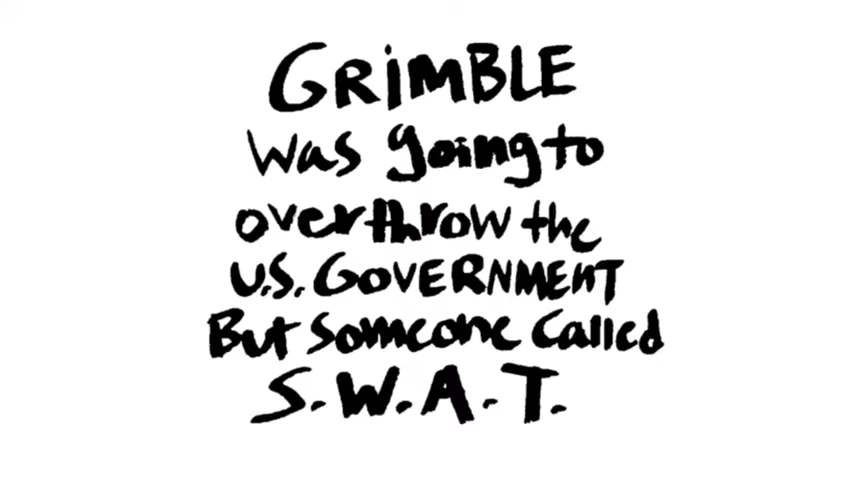 GRiMBLE
Was going to
overthrow the
U.S. GOVERNMENT
But Someone Called
S.W.A.T.